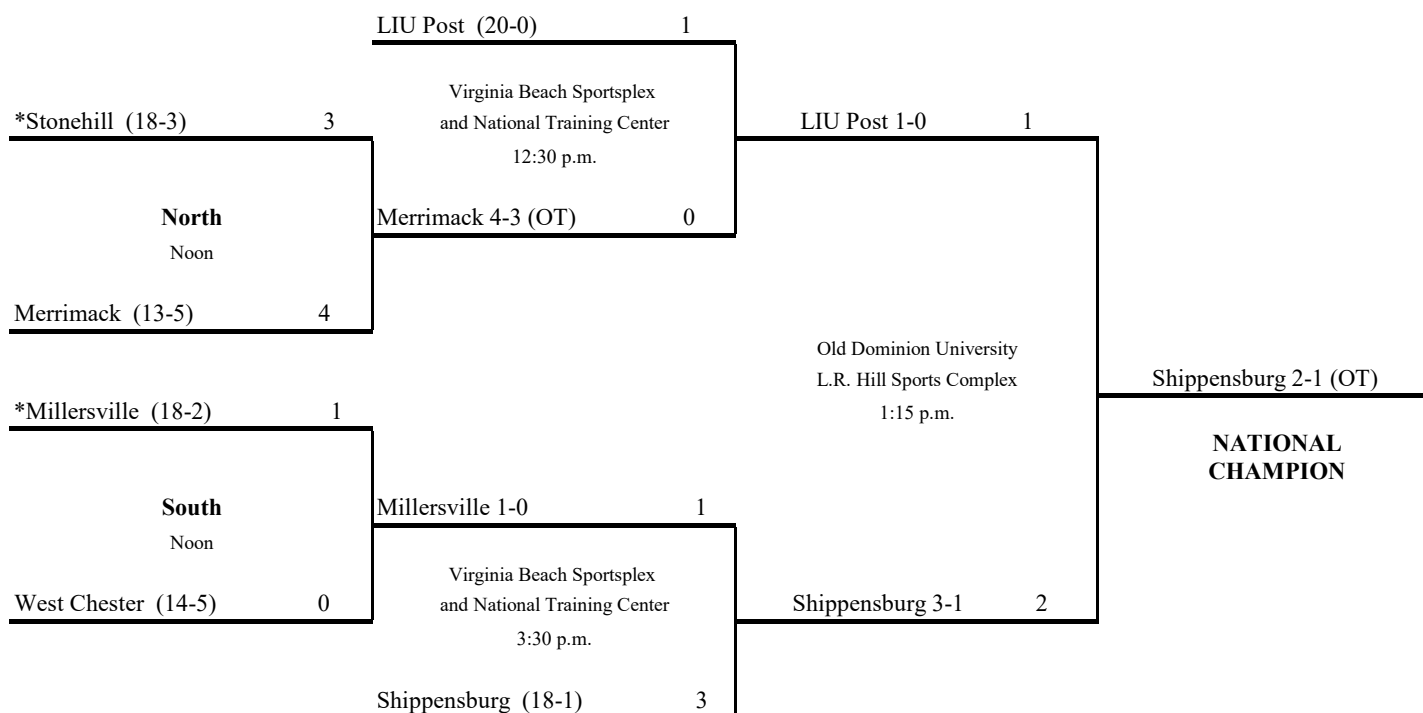 LIU Post (20-0) 1
Virginia Beach Sportsplex
and National Training Center
12:30 p.m.
*Stonehill (18-3) 3
LIU Post 1-0 1
North
Noon
Merrimack 4-3 (OT) 0
Merrimack (13-5) 4
Old Dominion University
L.R. Hill Sports Complex
1:15 p.m.
Shippensburg 2-1 (OT)
NATIONAL
CHAMPION
*Millersville (18-2) 1
South
Noon
Millersville 1-0 1
West Chester (14-5) 0
Virginia Beach Sportsplex
and National Training Center
3:30 p.m.
Shippensburg 3-1 2
Shippensburg (18-1) 3